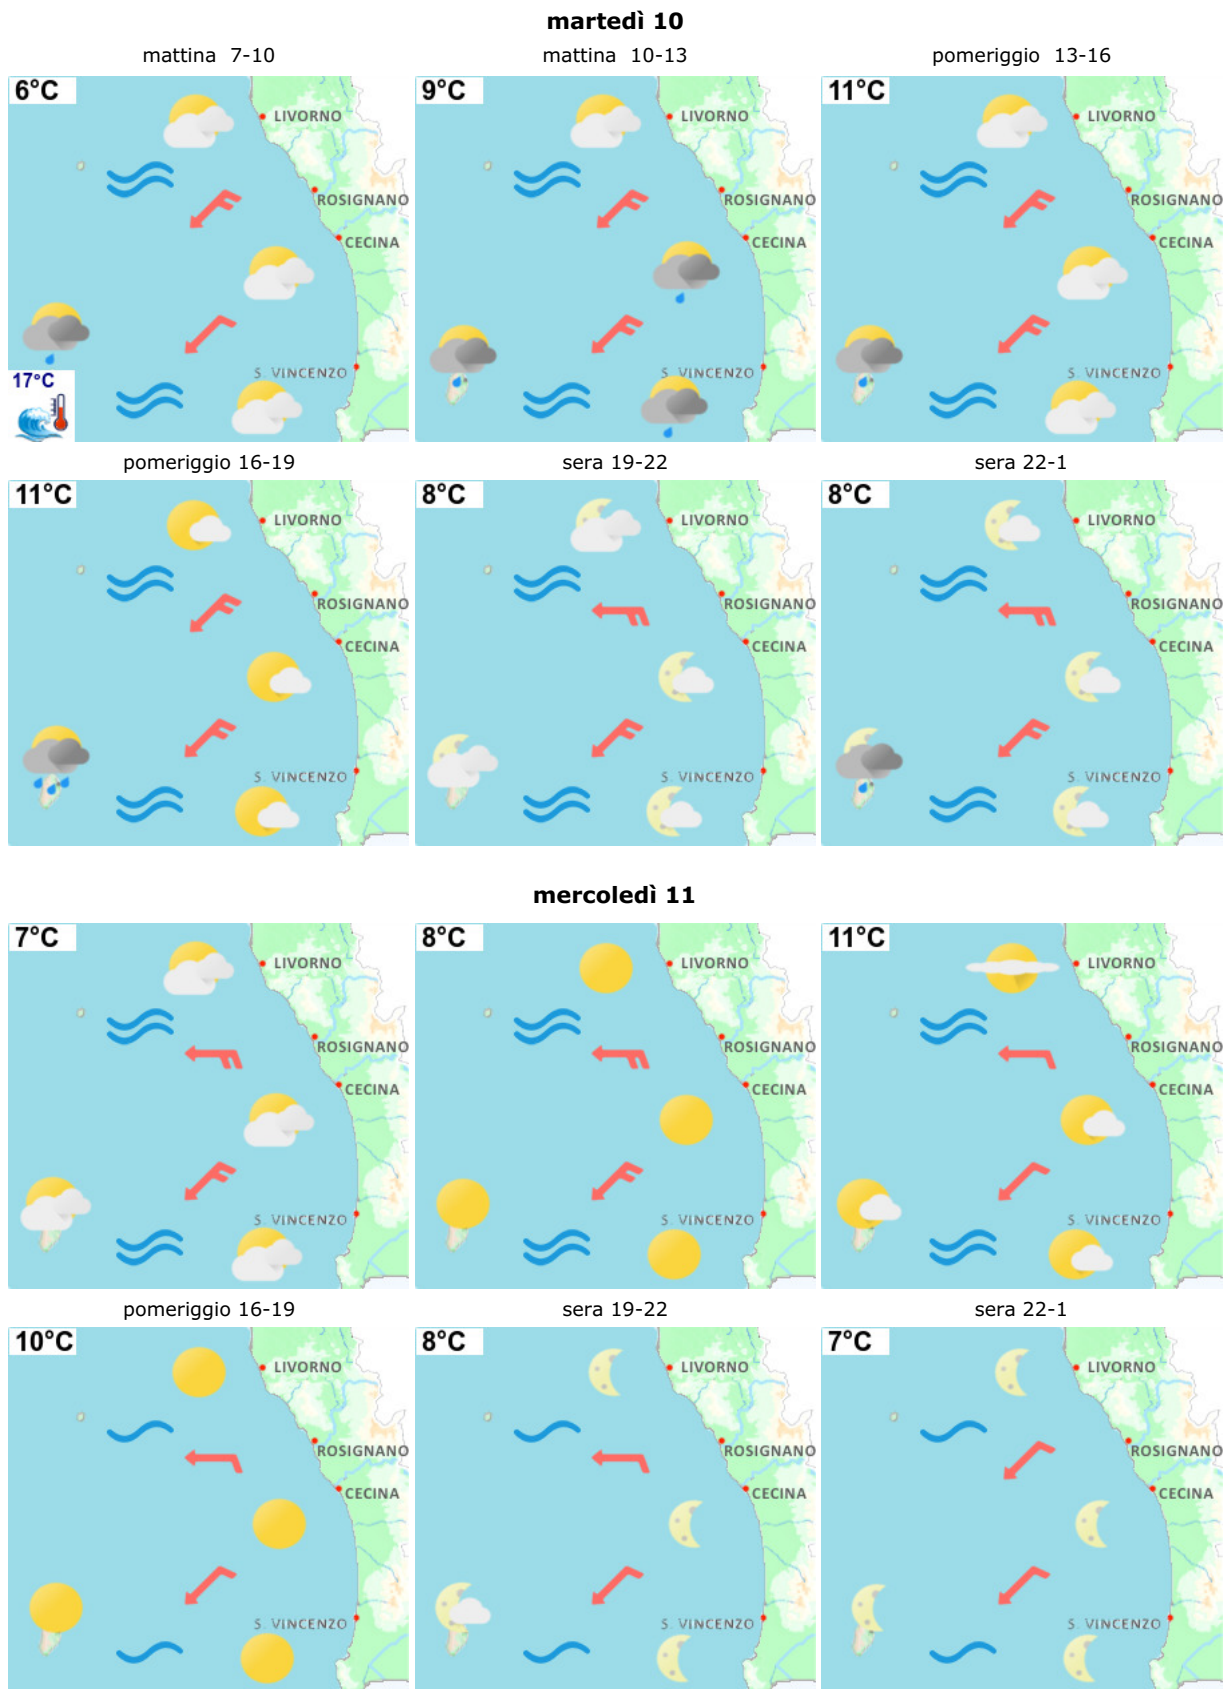 martedì 10
mattina 7-10
mattina 10-13
pomeriggio 13-16
6°C
LIVORNO
ROSIGNANO
CECINA
S. VINCENZO
17°C
9°C
LIVORNO
ROSIGNANO
CECINA
S. VINCENZO
11°C
LIVORNO
ROSIGNANO
CECINA
S. VINCENZO
pomeriggio 16-19
sera 19-22
sera 22-1
11°C
LIVORNO
ROSIGNANO
CECINA
S. VINCENZO
8°C
LIVORNO
ROSIGNANO
CECINA
S. VINCENZO
8°C
LIVORNO
ROSIGNANO
CECINA
S. VINCENZO
mercoledì 11
7°C
LIVORNO
ROSIGNANO
CECINA
S. VINCENZO
8°C
LIVORNO
ROSIGNANO
CECINA
S. VINCENZO
11°C
LIVORNO
ROSIGNANO
CECINA
S. VINCENZO
pomeriggio 16-19
sera 19-22
sera 22-1
10°C
LIVORNO
ROSIGNANO
CECINA
S. VINCENZO
8°C
LIVORNO
ROSIGNANO
CECINA
S. VINCENZO
7°C
LIVORNO
ROSIGNANO
CECINA
S. VINCENZO